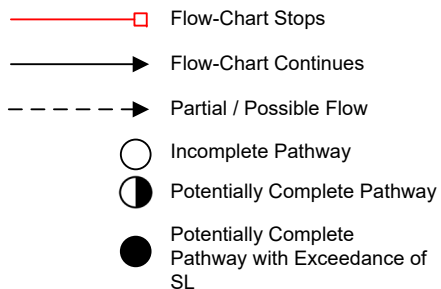 Flow-Chart Stops
Flow-Chart Continues
Partial / Possible Flow
Incomplete Pathway
Potentially Complete Pathway
Potentially Complete
Pathway with Exceedance of
SL